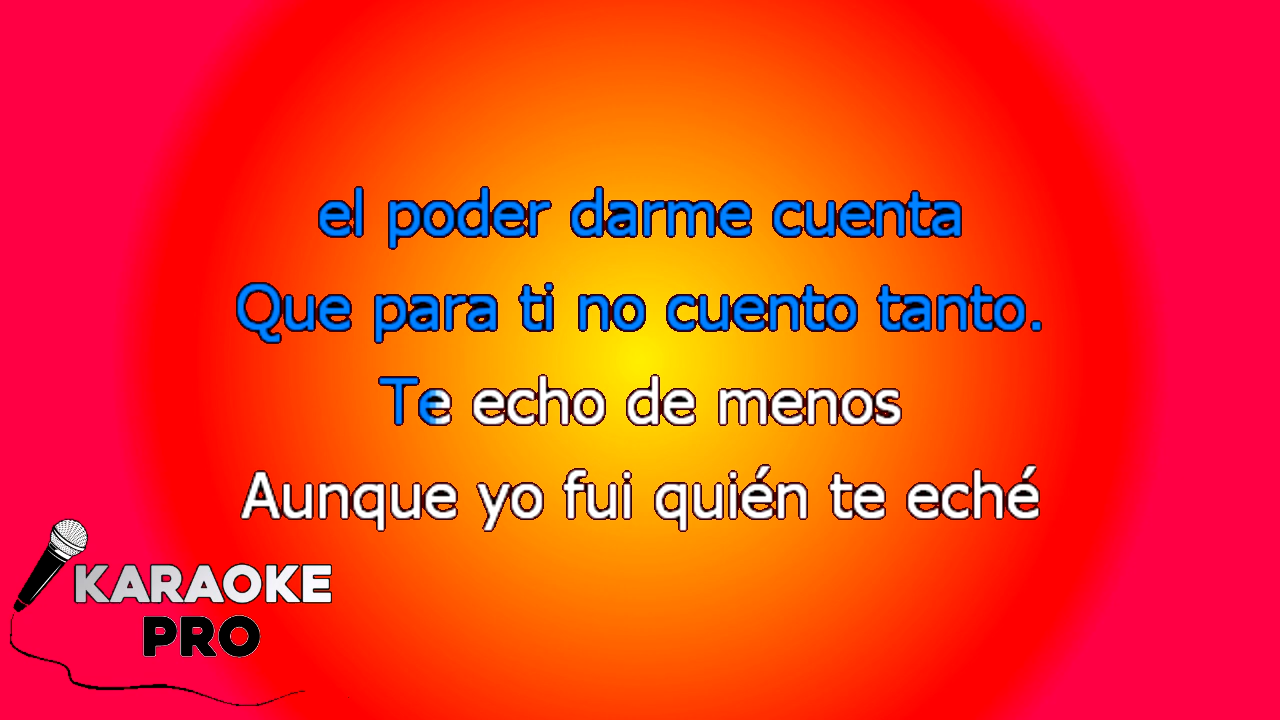 el poder darme cuenta
Que para ti no cuento tanto.
Te echo de menos
Aunque yo fui quién te eché
KARAOKE
PRO